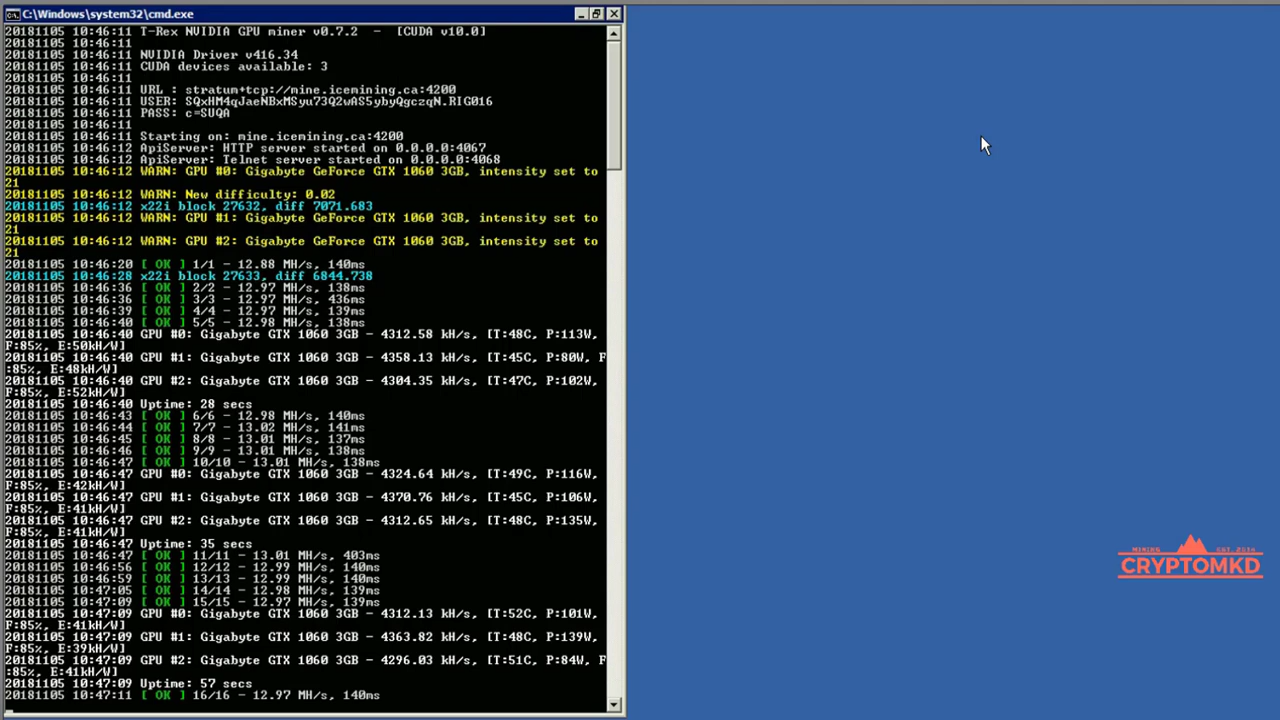 C:\Windows\system32\cmd.exe
20181105 10:46:11 T-Rex NVIDIA GPU miner v0.7.2 - [CUDA v10.0]
20181105 10:46:11
20181105 10:46:11 NVIDIA Driver v416.34
20181105 10:46:11 CUDA devices available: 3
20181105 10:46:11
20181105 10:46:11 URL : stratum+tcp://mine.icemining.ca:4200
20181105 10:46:11 USER: SQxHM4qJaeNBxMSyu73Q2wAS5ybyQgczqN.RIG016
20181105 10:46:11 PASS: c=SUQA
20181105 10:46:11
20181105 10:46:11 Starting on: mine.icemining.ca:4200
20181105 10:46:12 ApiServer: HTTP server started on 0.0.0.0:4067
20181105 10:46:12 ApiServer: Telnet server started on 0.0.0.0:4068
20181105 10:46:12 WARN: GPU #0: Gigabyte GeForce GTX 1060 3GB, intensity set to
21
20181105 10:46:12 WARN: New difficulty: 0.02
20181105 10:46:12 x22i block 27632, diff 7071.683
20181105 10:46:12 WARN: GPU #1: Gigabyte GeForce GTX 1060 3GB, intensity set to
21
20181105 10:46:12 WARN: GPU #2: Gigabyte GeForce GTX 1060 3GB, intensity set to
21
20181105 10:46:20 [ OK ] 1/1 - 12.88 MH/s, 140ms
20181105 10:46:28 x22i block 27633, diff 6844.738
20181105 10:46:36 [ OK ] 2/2 - 12.97 MH/s, 138ms
20181105 10:46:36 [ OK ] 3/3 - 12.97 MH/s, 436ms
20181105 10:46:39 [ OK ] 4/4 - 12.97 MH/s, 139ms
20181105 10:46:40 [ OK ] 5/5 - 12.98 MH/s, 138ms
20181105 10:46:40 GPU #0: Gigabyte GTX 1060 3GB - 4312.58 kH/s, [T:48C, P:113W,
F:85%, E:50kH/W]
20181105 10:46:40 GPU #1: Gigabyte GTX 1060 3GB - 4358.13 kH/s, [T:45C, P:80W, F
:85%, E:48kH/W]
20181105 10:46:40 GPU #2: Gigabyte GTX 1060 3GB - 4304.35 kH/s, [T:47C, P:102W,
F:85%, E:52kH/W]
20181105 10:46:40 Uptime: 28 secs
20181105 10:46:43 [ OK ] 6/6 - 12.98 MH/s, 140ms
20181105 10:46:44 [ OK ] 7/7 - 13.02 MH/s, 141ms
20181105 10:46:45 [ OK ] 8/8 - 13.01 MH/s, 137ms
20181105 10:46:46 [ OK ] 9/9 - 13.01 MH/s, 138ms
20181105 10:46:47 [ OK ] 10/10 - 13.01 MH/s, 138ms
20181105 10:46:47 GPU #0: Gigabyte GTX 1060 3GB - 4324.64 kH/s, [T:49C, P:116W,
F:85%, E:42kH/W]
20181105 10:46:47 GPU #1: Gigabyte GTX 1060 3GB - 4370.76 kH/s, [T:45C, P:106W,
F:85%, E:41kH/W]
20181105 10:46:47 GPU #2: Gigabyte GTX 1060 3GB - 4312.65 kH/s, [T:48C, P:135W,
F:85%, E:41kH/W]
20181105 10:46:47 Uptime: 35 secs
20181105 10:46:47 [ OK ] 11/11 - 13.01 MH/s, 403ms
20181105 10:46:56 [ OK ] 12/12 - 12.99 MH/s, 140ms
20181105 10:46:59 [ OK ] 13/13 - 12.99 MH/s, 140ms
20181105 10:47:05 [ OK ] 14/14 - 12.98 MH/s, 139ms
20181105 10:47:09 [ OK ] 15/15 - 12.97 MH/s, 139ms
20181105 10:47:09 GPU #0: Gigabyte GTX 1060 3GB - 4312.13 kH/s, [T:52C, P:101W,
F:85%, E:41kH/W]
20181105 10:47:09 GPU #1: Gigabyte GTX 1060 3GB - 4363.82 kH/s, [T:48C, P:139W,
F:85%, E:39kH/W]
20181105 10:47:09 GPU #2: Gigabyte GTX 1060 3GB - 4296.03 kH/s, [T:51C, P:84W, F
:85%, E:41kH/W]
20181105 10:47:09 Uptime: 57 secs
20181105 10:47:11 [ OK ] 16/16 - 12.97 MH/s, 140ms
MINING
CRYPTOMKD